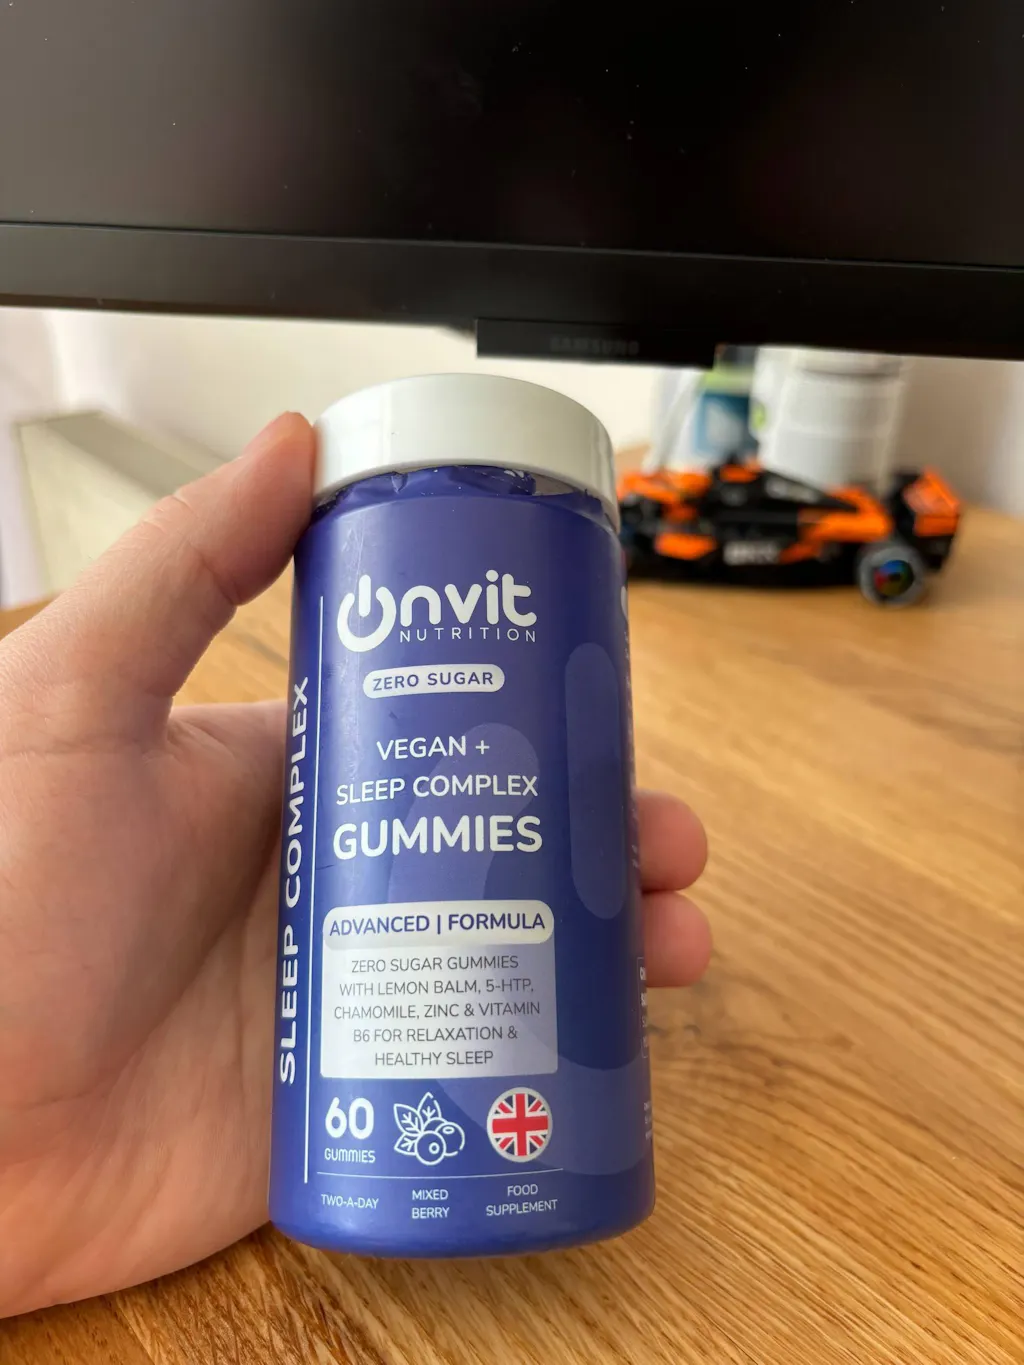 SAMSUNG
Onvit
NUTRITION
ZERO SUGAR
VEGAN +
SLEEP COMPLEX
GUMMIES
SLEEP COMPLEX
ADVANCED | FORMULA
ZERO SUGAR GUMMIES
WITH LEMON BALM, 5-HTP,
CHAMOMILE, ZINC & VITAMIN
B6 FOR RELAXATION &
HEALTHY SLEEP
60
GUMMIES
TWO-A-DAY
MIXED
BERRY
FOOD
SUPPLEMENT